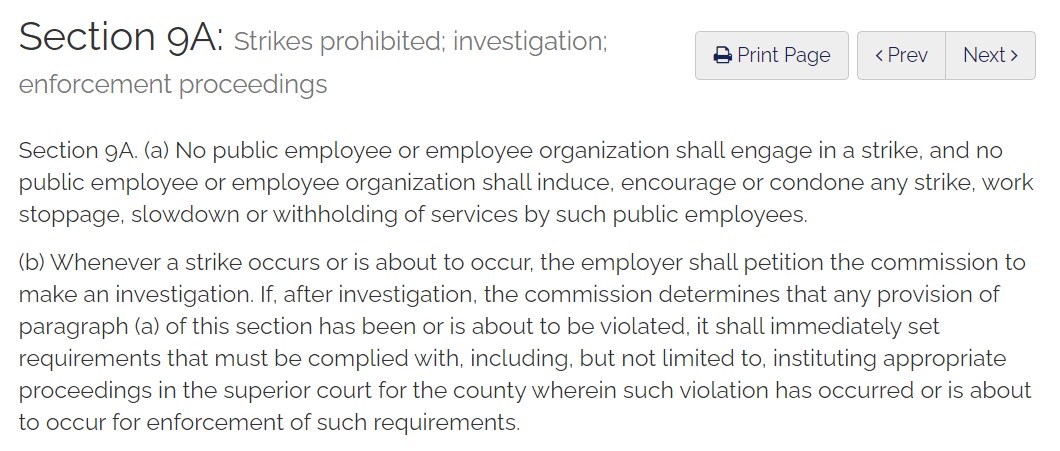 Section 9A: Strikes prohibited; investigation;
enforcement proceedings
Print Page
Prev
Next
Section 9A. (a) No public employee or employee organization shall engage in a strike, and no
public employee or employee organization shall induce, encourage or condone any strike, work
stoppage, slowdown or withholding of services by such public employees.
(b) Whenever a strike occurs or is about to occur, the employer shall petition the commission to
make an investigation. If, after investigation, the commission determines that any provision of
paragraph (a) of this section has been or is about to be violated, it shall immediately set
requirements that must be complied with, including, but not limited to, instituting appropriate
proceedings in the superior court for the county wherein such violation has occurred or is about
to occur for enforcement of such requirements.